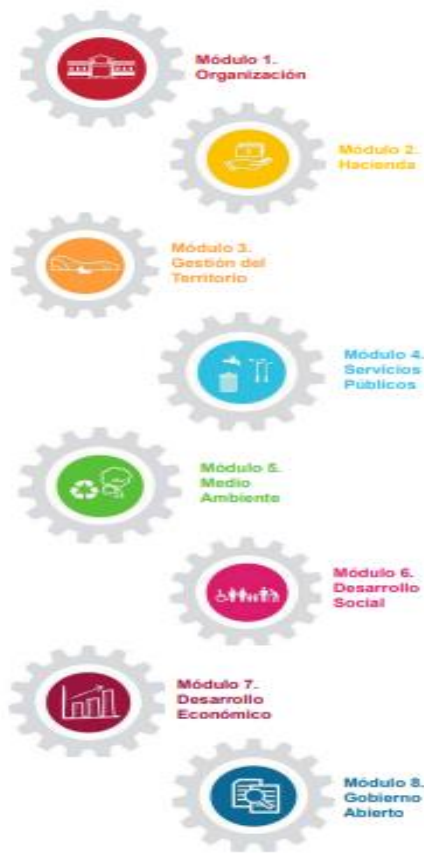 Módulo 1.
Organización
Módulo 2.
Hacienda
Módulo 3.
Gestión del
Territorio
Módulo 4.
Servicios
Públicos
Módulo 5.
Medio
Ambiente
Módulo 6.
Desarrollo
Social
Módulo 7.
Desarrollo
Económico
Módulo 8.
Gobierno
Abierto